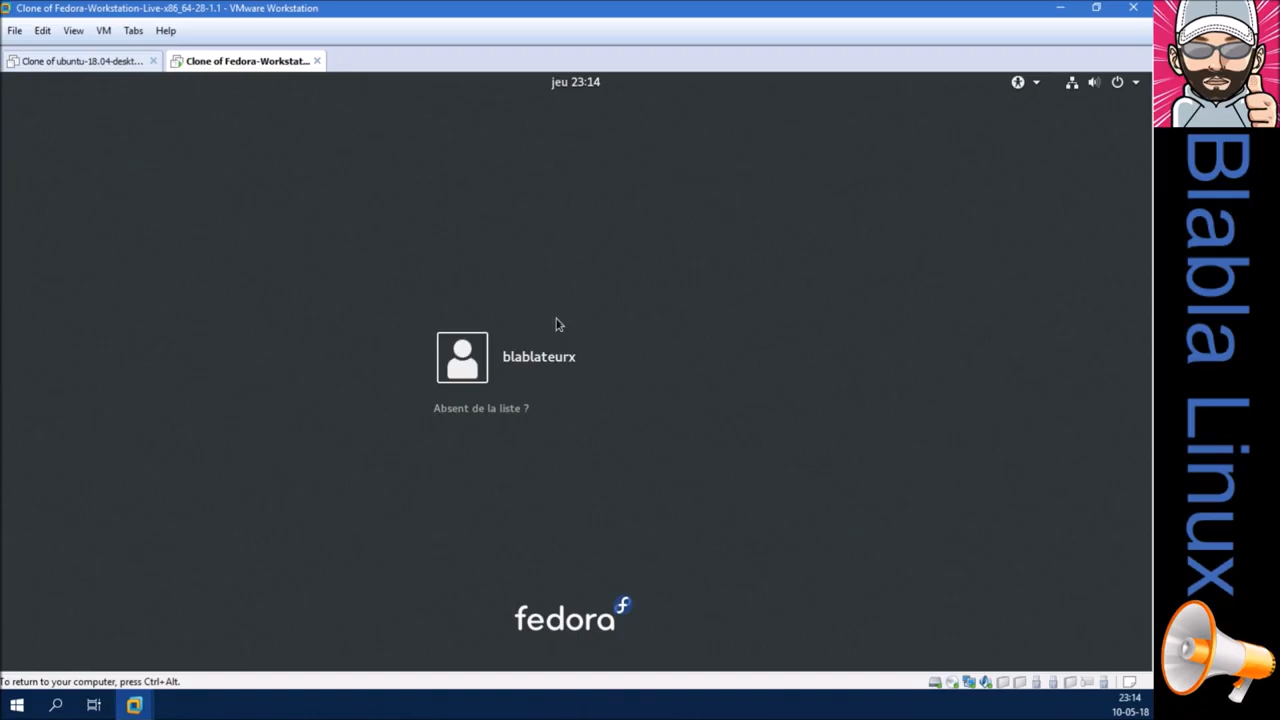 Clone of Fedora-Workstation-Live-x86_64-28-1.1 - VMware Workstation
File Edit View VM Tabs Help
Clone of ubuntu-18.04-deskt...
Clone of Fedora-Workstat...
jeu 23:14
blablateurx
Absent de la liste ?
fedora
To return to your computer, press Ctrl+Alt.
23:14
10-05-18
Blabla Linux